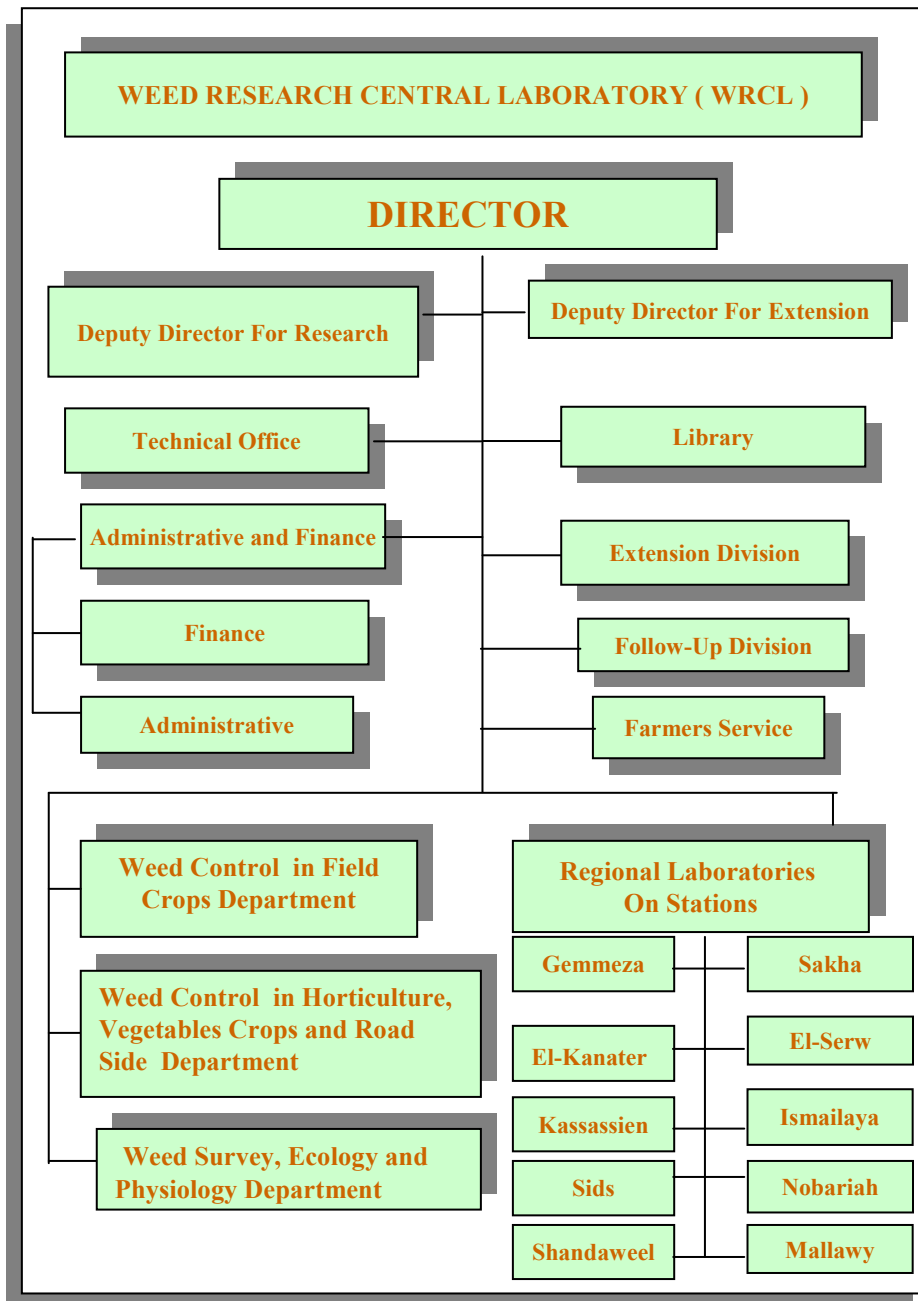 WEED RESEARCH CENTRAL LABORATORY ( WRCL )
DIRECTOR
Deputy Director For Research
Deputy Director For Extension
Technical Office
Library
Administrative and Finance
Extension Division
Finance
Follow-Up Division
Administrative
Farmers Service
Weed Control in Field
Crops Department
Weed Control in Horticulture,
Vegetables Crops and Road
Side Department
Weed Survey, Ecology and
Physiology Department
Regional Laboratories
On Stations
Gemmeza
Sakha
El-Kanater
El-Serw
Kassassien
Ismailaya
Sids
Nobariah
Shandaweel
Mallawy